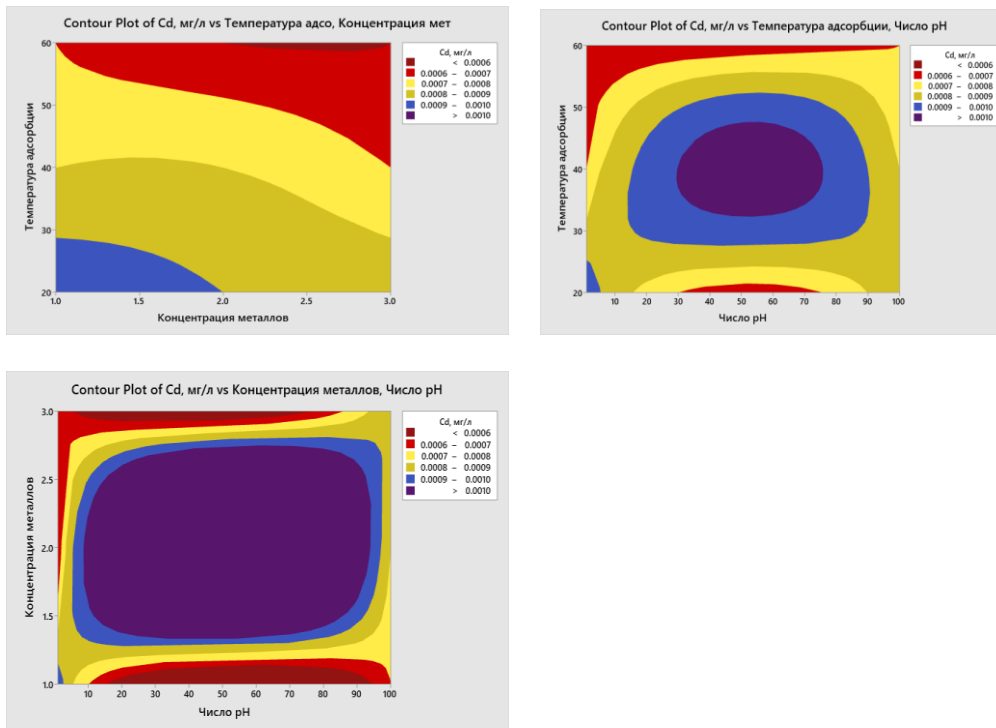 Contour Plot of Cd, мг/л vs Температура адсо, Концентрация мет
Температура адсорбции
60
50
40
30
20
1.0
1.5
2.0
2.5
3.0
Концентрация металлов
Cd, мг/л
< 0.0006
0.0006 – 0.0007
0.0007 – 0.0008
0.0008 – 0.0009
0.0009 – 0.0010
> 0.0010
Contour Plot of Cd, мг/л vs Температура адсорбции, Число pH
Температура адсорбции
60
50
40
30
20
10
20
30
40
50
60
70
80
90
100
Число pH
Cd, мг/л
< 0.0006
0.0006 – 0.0007
0.0007 – 0.0008
0.0008 – 0.0009
0.0009 – 0.0010
> 0.0010
Contour Plot of Cd, мг/л vs Концентрация металлов, Число pH
Концентрация металлов
3.0
2.5
2.0
1.5
1.0
10
20
30
40
50
60
70
80
90
100
Число pH
Cd, мг/л
< 0.0006
0.0006 – 0.0007
0.0007 – 0.0008
0.0008 – 0.0009
0.0009 – 0.0010
> 0.0010